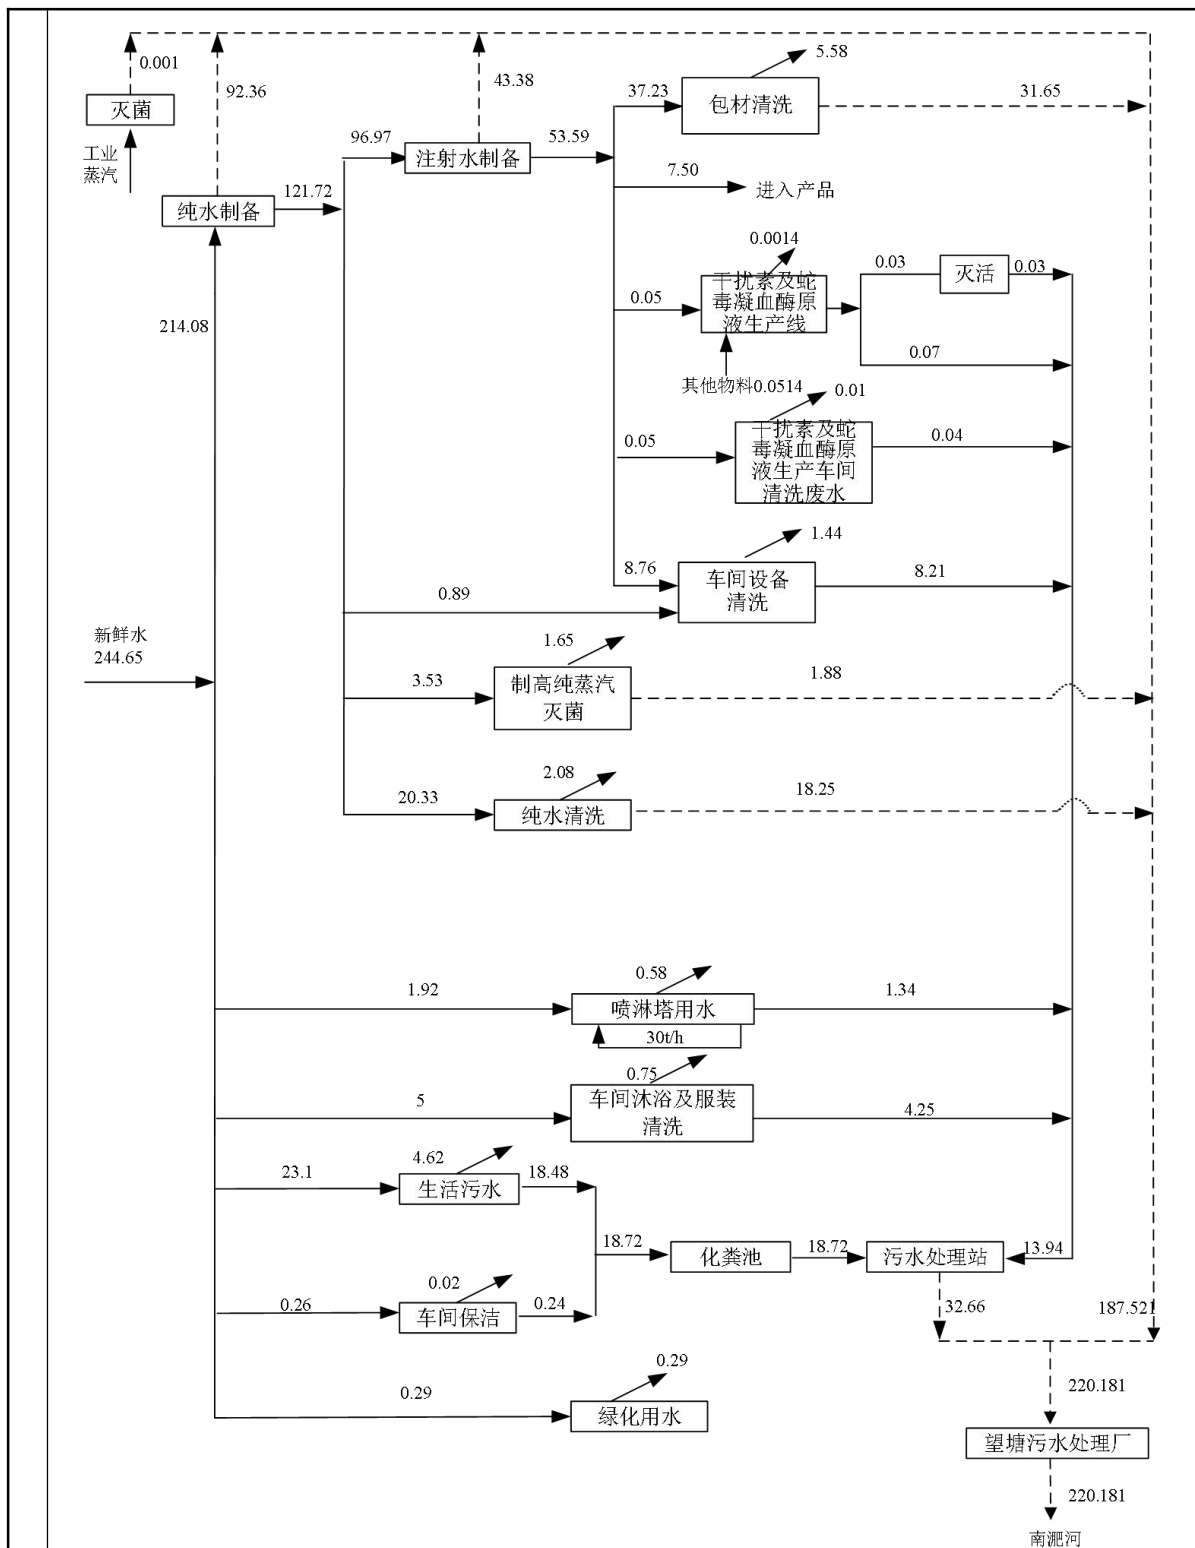 0.001
92.36
43.38
5.58
37.23
包材清洗
31.65
灭菌
工业
蒸汽
96.97
注射水制备
53.59
7.50
进入产品
纯水制备
121.72
0.0014
干扰素及蛇
毒凝血酶原
液生产线
0.05
0.03
灭活
0.03
214.08
0.07
其他物料0.0514
0.01
干扰素及蛇
毒凝血酶原
液生产车间
清洗废水
0.05
0.04
1.44
8.76
车间设备
清洗
8.21
0.89
新鲜水
244.65
1.65
3.53
制高纯蒸汽
灭菌
1.88
2.08
20.33
纯水清洗
18.25
0.58
1.92
喷淋塔用水
1.34
30t/h
0.75
5
车间沐浴及服装
清洗
4.25
4.62
23.1
生活污水
18.48
18.72
化粪池
18.72
污水处理站
13.94
0.02
0.26
车间保洁
0.24
32.66
187.521
0.29
0.29
绿化用水
220.181
望塘污水处理厂
220.181
南淝河